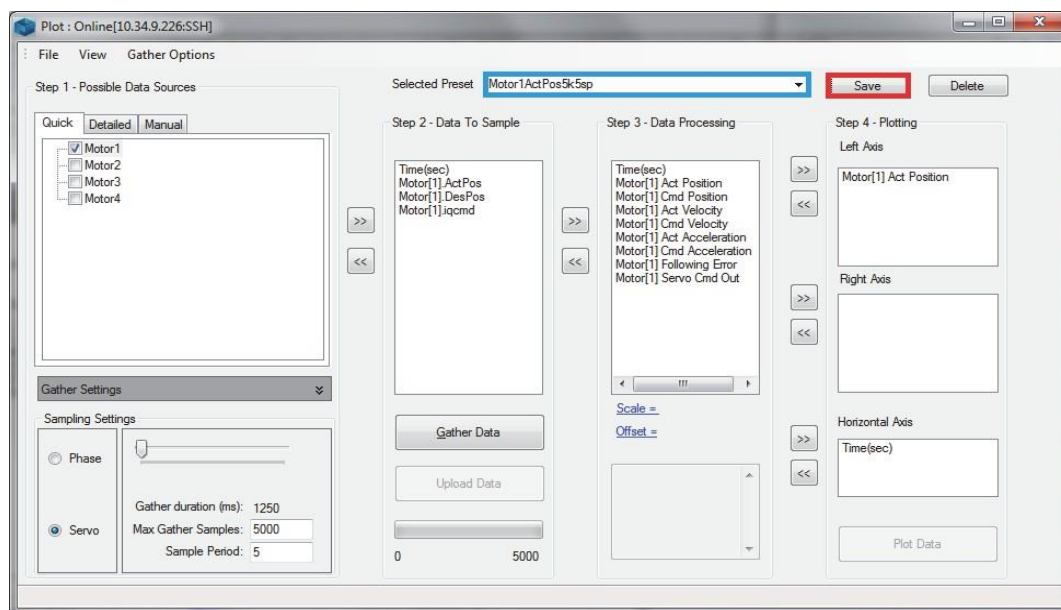 Plot : Online[10.34.9.226:SSH]
File View Gather Options
Step 1 - Possible Data Sources
Selected Preset Motor1ActPos5k5sp Save Delete
Quick Detailed Manual
Motor1
Motor2
Motor3
Motor4
Gather Settings
Sampling Settings
Phase
Servo
Gather duration (ms): 1250
Max Gather Samples: 5000
Sample Period: 5
>>
<<
Step 2 - Data To Sample
Time(sec)
Motor[1].ActPos
Motor[1].DesPos
Motor[1].iqcmd
Gather Data
Upload Data
0 5000
>>
<<
Step 3 - Data Processing
Time(sec)
Motor[1] Act Position
Motor[1] Cmd Position
Motor[1] Act Velocity
Motor[1] Cmd Velocity
Motor[1] Act Acceleration
Motor[1] Cmd Acceleration
Motor[1] Following Error
Motor[1] Servo Cmd Out
Scale =
Offset =
>>
<<
>>
<<
>>
<<
Step 4 - Plotting
Left Axis
Motor[1] Act Position
Right Axis
Horizontal Axis
Time(sec)
Plot Data